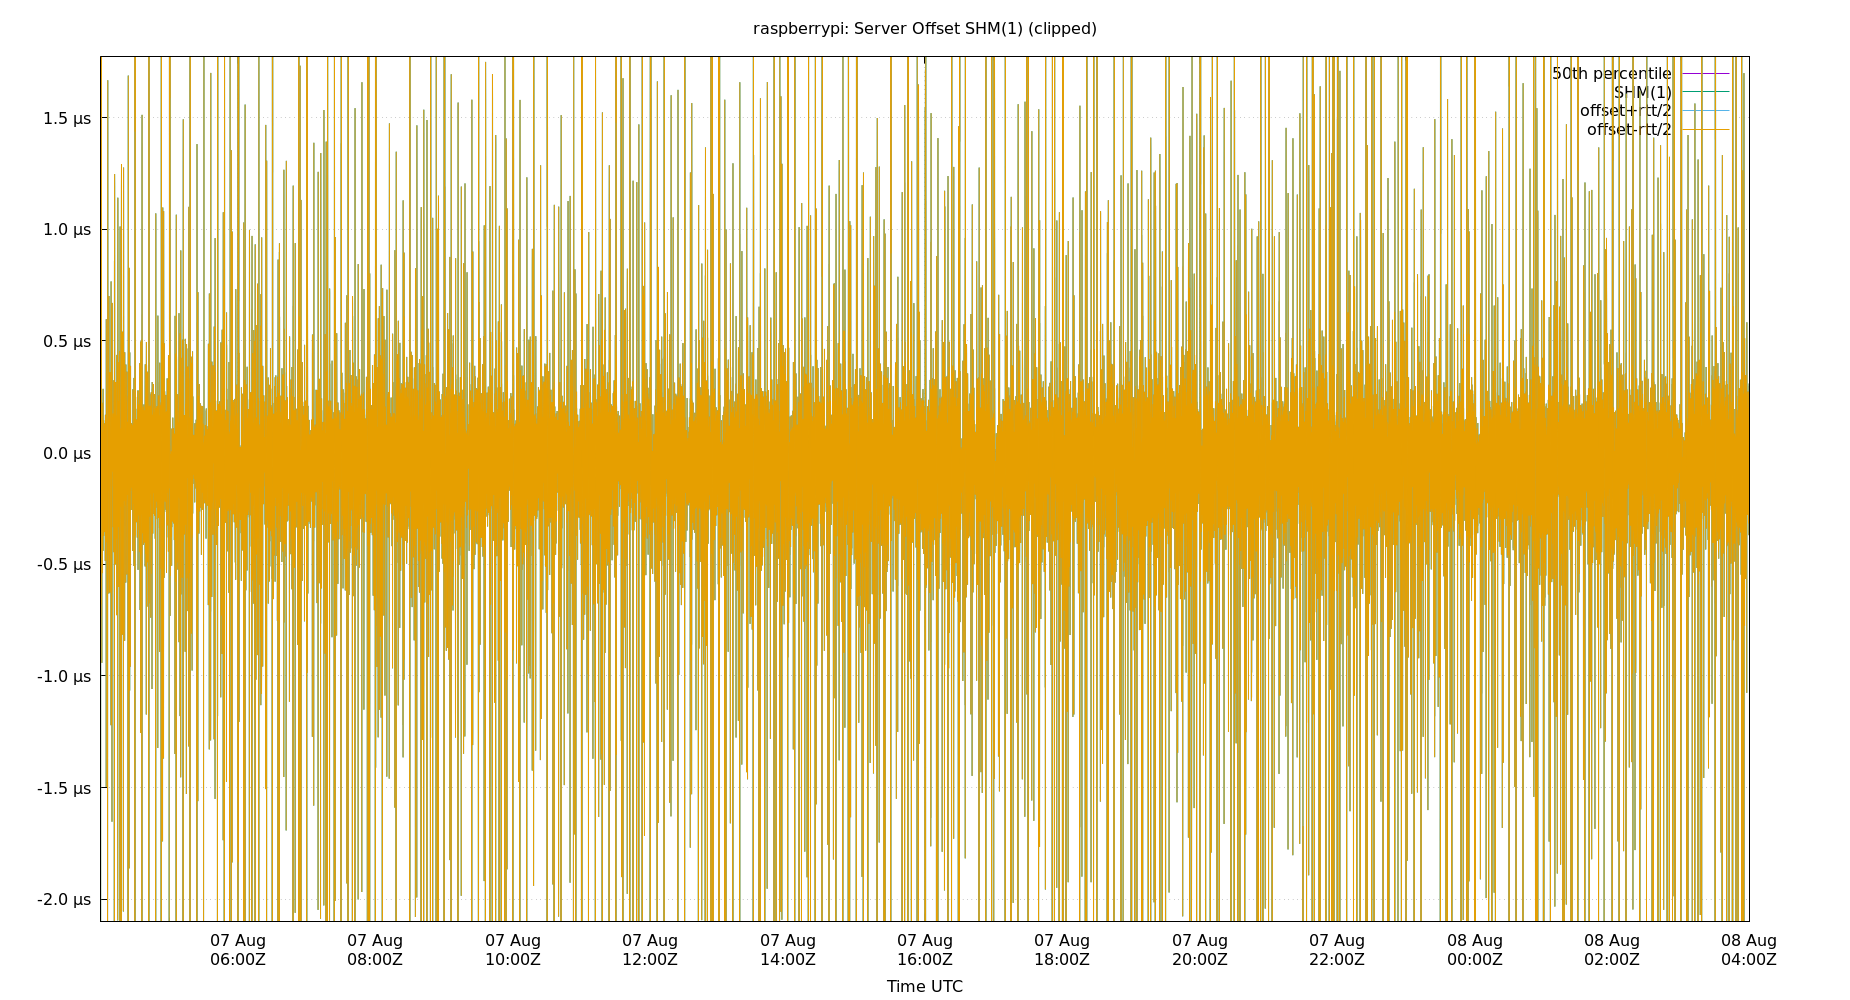 raspberrypi: Server Offset SHM(1) (clipped)
50th percentile
SHM(1)
offset+rtt/2
offset-rtt/2
1.5 µs
1.0 µs
0.5 µs
0.0 µs
-0.5 µs
-1.0 µs
-1.5 µs
-2.0 µs
07 Aug 07 Aug 07 Aug 07 Aug 07 Aug 07 Aug 07 Aug 07 Aug 07 Aug 08 Aug 08 Aug 08 Aug
06:00Z 08:00Z 10:00Z 12:00Z 14:00Z 16:00Z 18:00Z 20:00Z 22:00Z 00:00Z 02:00Z 04:00Z
Time UTC